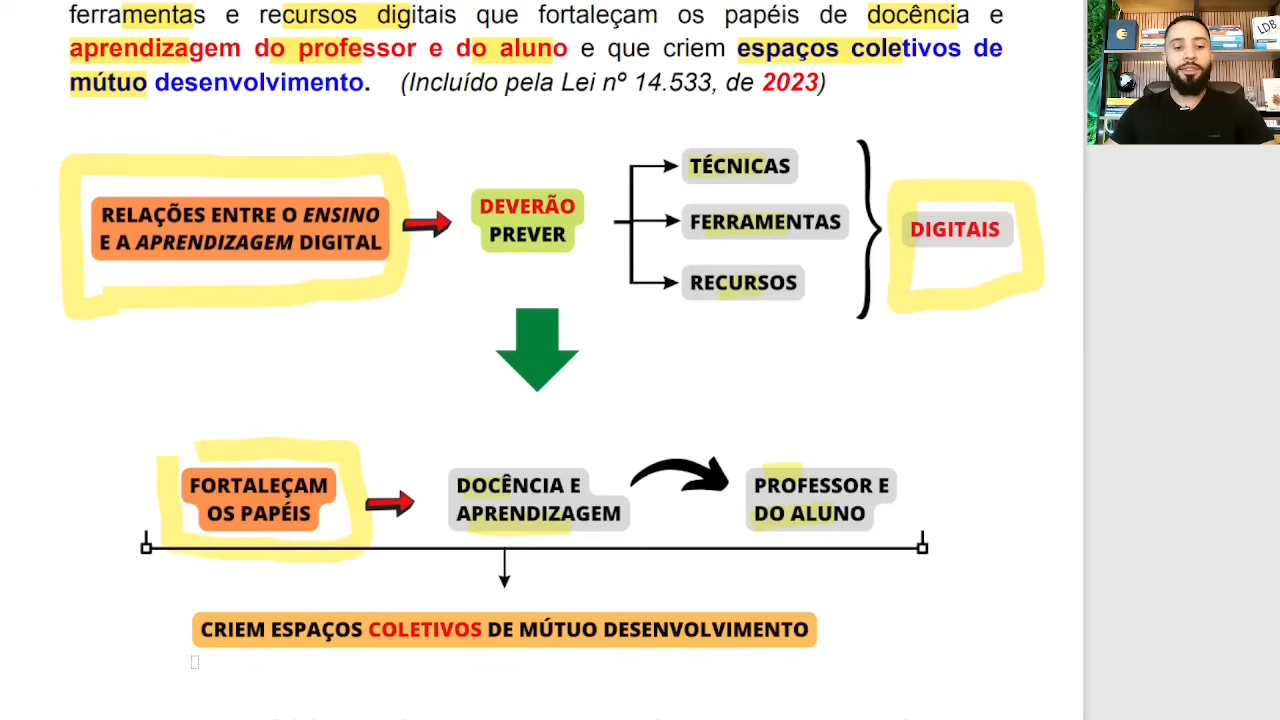 ferramentas e recursos digitais que fortaleçam os papéis de docência e
aprendizagem do professor e do aluno e que criem espaços coletivos de
mútuo desenvolvimento. (Incluído pela Lei nº 14.533, de 2023)
LDB
RELAÇÕES ENTRE O ENSINO
E A APRENDIZAGEM DIGITAL
DEVERÃO
PREVER
TÉCNICAS
FERRAMENTAS
RECURSOS
DIGITAIS
FORTALEÇAM
OS PAPÉIS
DOCÊNCIA E
APRENDIZAGEM
PROFESSOR E
DO ALUNO
CRIEM ESPAÇOS COLETIVOS DE MÚTUO DESENVOLVIMENTO